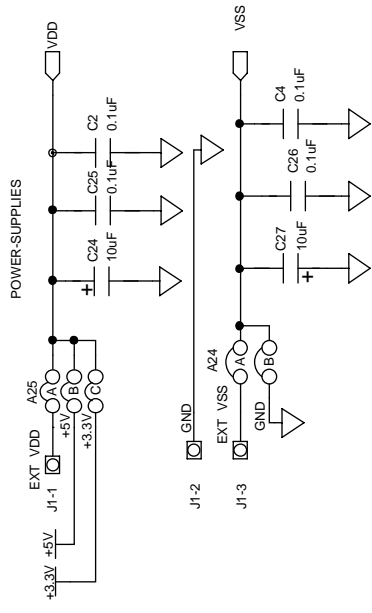 POWER-SUPPLIES
VDD
C2
0.1uF
C25
0.1uF
C24
10uF
+
A25
A
B
C
EXT VDD
+5V
+3.3V
J1-1
+5V
+3.3V
GND
J1-2
VSS
C4
0.1uF
C26
0.1uF
C27
10uF
+
A24
A
B
EXT VSS
GND
J1-3